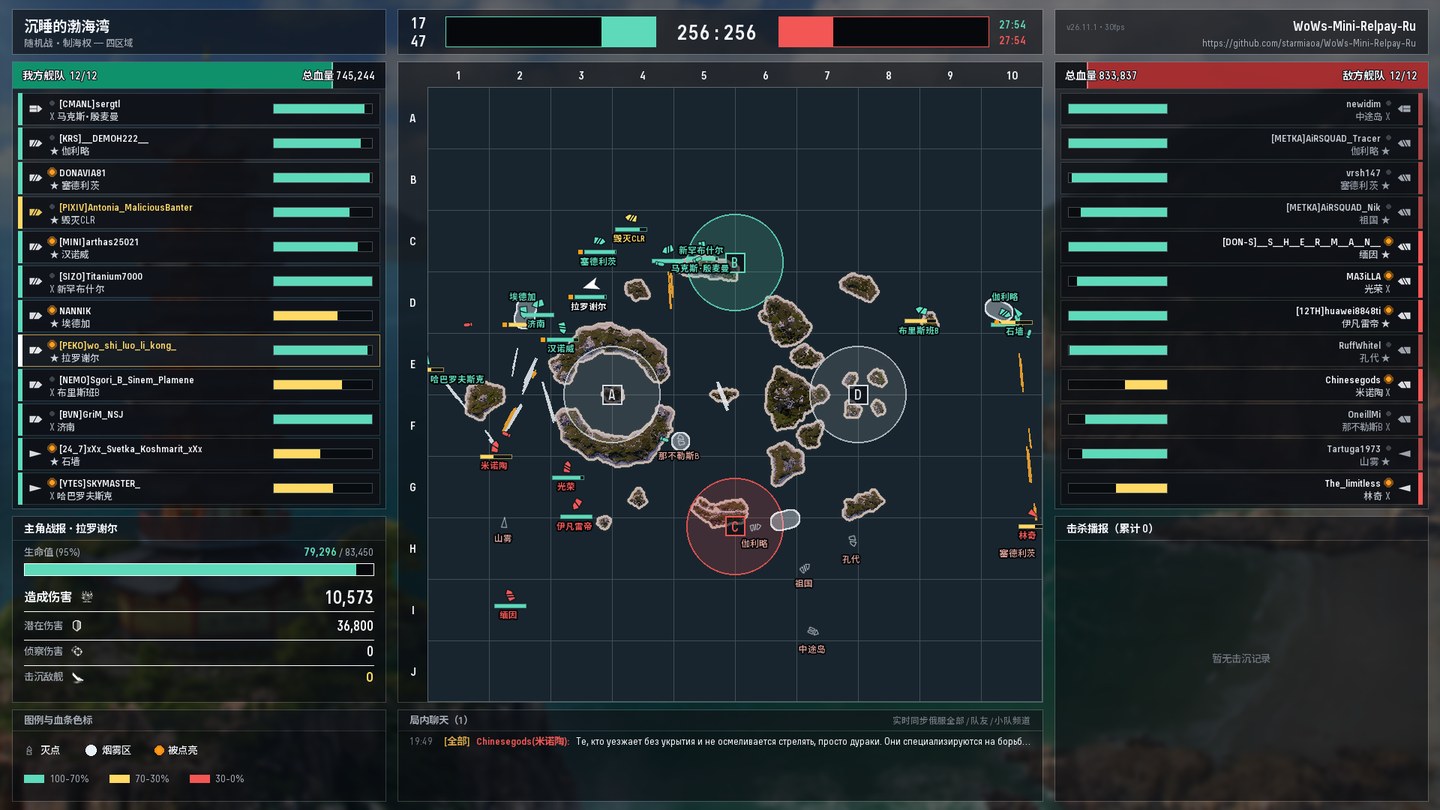 沉睡的渤海湾
随机战 · 制海权 — 四区域
17
47
256:256
27:54
27:54
v26.11.1 · 30fps
WoWs-Mini-Relpay-Ru
https://github.com/starmiaoa/WoWs-Mini-Relpay-Ru
我方舰队 12/12
总血量 745,244
[CMANL]sergtl
X 马克斯·殷麦曼
[KRS]__DEMOH222__
★ 伽利略
DONAVIA81
★ 塞德利茨
[PIXIV]Antonia_MaliciousBanter
★ 毁灭CLR
[MINI]arthas25021
★ 汉诺威
[SIZO]Titanium7000
X 新罕布什尔
NANNIK
★ 埃德加
[PEKO]wo_shi_luo_li_kong_
★ 拉罗谢尔
[NEMO]Sgori_B_Sinem_Plamene
X 布里斯班B
[BVN]GriM_NSJ
X 济南
[24_7]xXx_Svetka_Koshmarit_xXx
★ 石墙
[YTES]SKYMASTER_
X 哈巴罗夫斯克
主角战报 · 拉罗谢尔
生命值 (95%)
79,296 / 83,450
造成伤害
10,573
潜在伤害
36,800
侦察伤害
0
击沉敌舰
0
图例与血条色标
灭点
烟雾区
被点亮
100-70%
70-30%
30-0%
1 2 3 4 5 6 7 8 9 10
A
B
C
D
E
F
G
H
I
J
毁灭CLR
塞德利茨
新罕布什尔
马克斯·殷麦曼
B
拉罗谢尔
埃德加
济南
汉诺威
布里斯班B
伽利略
石墙
哈巴罗夫斯克
A
D
那不勒斯B
米诺陶
光荣
伊凡雷帝
山雾
C
伽利略
孔代
祖国
林奇
塞德利茨
缅因
中途岛
局内聊天 (1)
实时同步俄服全部/队友/小队频道
19:49 [全部] Chinesegods(米诺陶): Те, кто уезжает без укрытия и не осмеливается стрелять, просто дураки. Они специализируются на борьб…
总血量 833,837
敌方舰队 12/12
newidim
中途岛 X
[METKA]AiRSQUAD_Tracer
伽利略 ★
vrsh147
塞德利茨 ★
[METKA]AiRSQUAD_Nik
祖国 ★
[DON-S]__S__H__E__R__M__A__N__
缅因 ★
MA3iLLA
光荣 X
[12TH]huawei8848ti
伊凡雷帝 ★
RuffWhitel
孔代 ★
Chinesegods
米诺陶 X
OneillMi
那不勒斯B X
Tartuga1973
山雾 ★
The_limitless
林奇 X
击杀播报 (累计 0)
暂无击沉记录